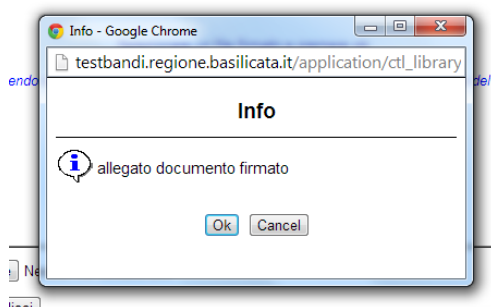 Info - Google Chrome
testbandi.regione.basilicata.it/application/ctl_library
endo
del
Info
allegato documento firmato
Ok Cancel
Ne